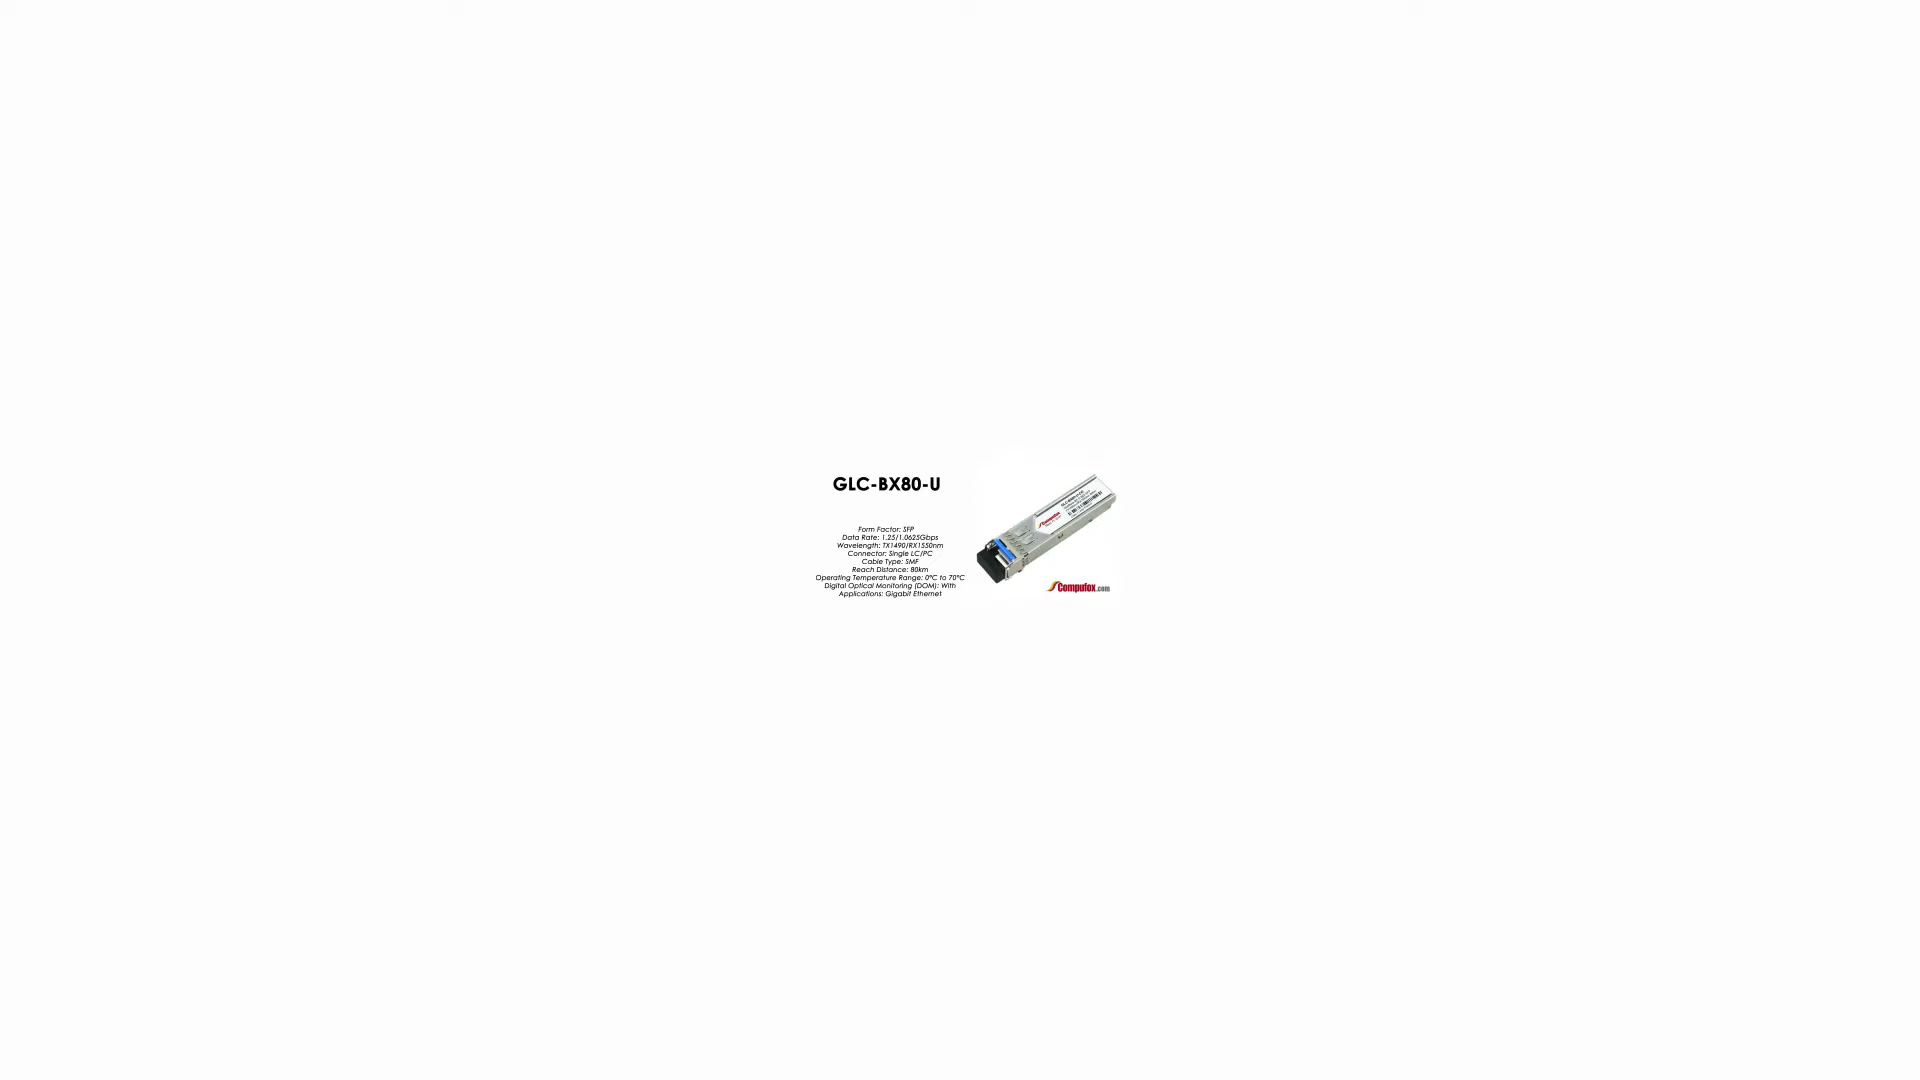 GLC-BX80-U
Form Factor: SFP
Data Rate: 1.25/1.0625Gbps
Wavelength: TX1490/RX1550nm
Connector: Single LC/PC
Cable Type: SMF
Reach Distance: 80km
Operating Temperature Range: 0°C to 70°C
Digital Optical Monitoring (DOM): With
Applications: Gigabit Ethernet
Compufox
Compufox.com